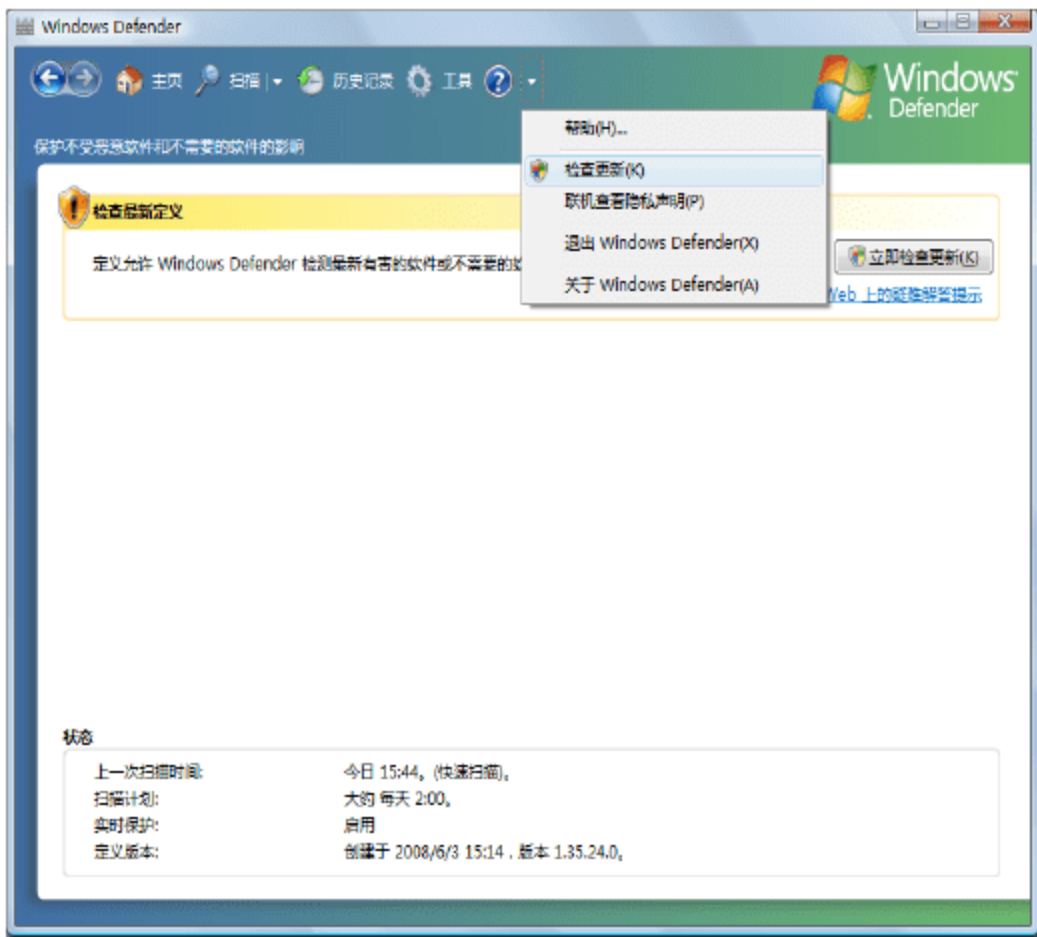 Windows Defender
主页 扫描 历史记录 工具
Windows
Defender
保护不受恶意软件和不需要的软件的影响
帮助(H)...
检查更新(K)
联机查看隐私声明(P)
退出 Windows Defender(X)
关于 Windows Defender(A)
检查最新定义
定义允许 Windows Defender 检测最新有害的软件或不需要的
立即检查更新(K)
Web 上的疑难解答提示
状态
上一次扫描时间: 今日 15:44。(快速扫描)。
扫描计划: 大约 每天 2:00。
实时保护: 启用
定义版本: 创建于 2008/6/3 15:14 . 版本 1.35.24.0。